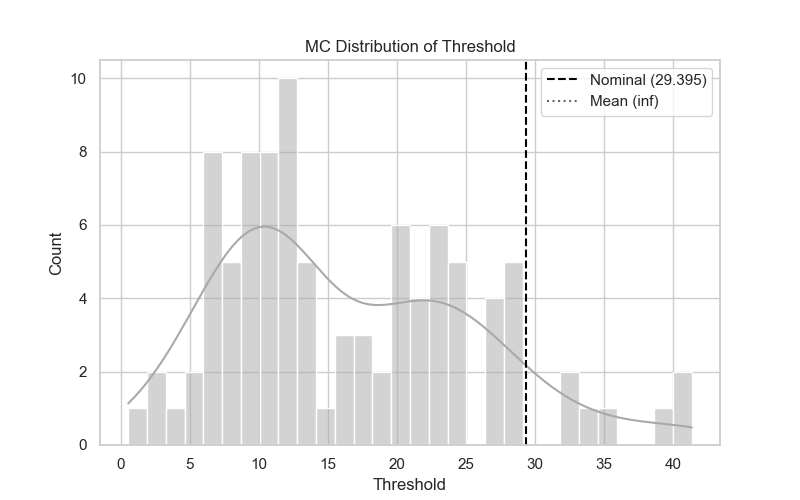 MC Distribution of Threshold
Nominal (29.395)
Mean (inf)
Count
10
8
6
4
2
0
0 5 10 15 20 25 30 35 40
Threshold